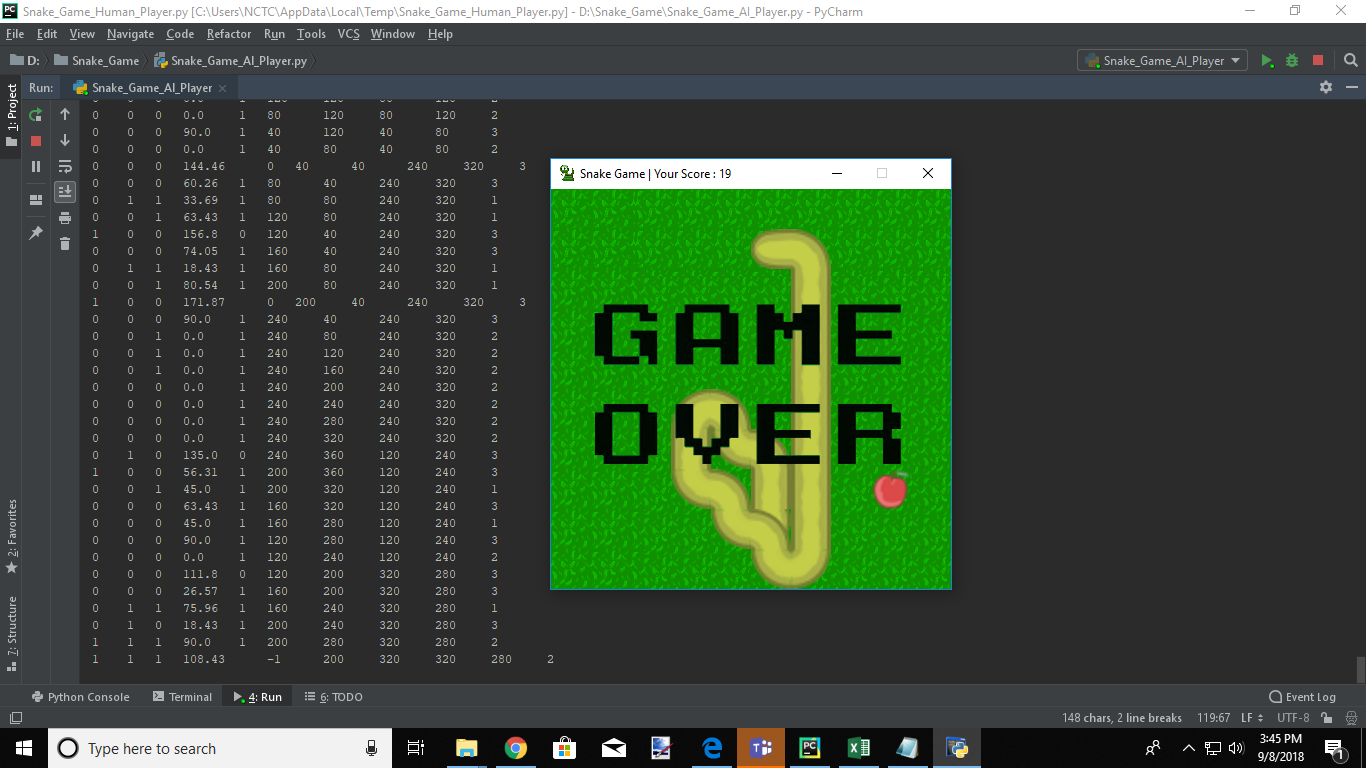 Snake_Game_Human_Player.py [C:\Users\NCTC\AppData\Local\Temp\Snake_Game_Human_Player.py] - D:\Snake_Game\Snake_Game_AI_Player.py - PyCharm
File Edit View Navigate Code Refactor Run Tools VCS Window Help
D: Snake_Game Snake_Game_AI_Player.py Snake_Game_AI_Player
Run: Snake_Game_AI_Player
1: Project
2: Favorites
7: Structure
0 0 0 0.0 1 80 120 80 120 2
0 0 0 90.0 1 40 120 40 80 3
0 0 0 0.0 1 40 80 40 80 2
0 0 0 144.46 0 40 40 240 320 3
0 0 0 60.26 1 80 40 240 320 3
0 1 1 33.69 1 80 80 240 320 1
0 0 1 63.43 1 120 80 240 320 1
1 0 0 156.8 0 120 40 240 320 3
0 0 0 74.05 1 160 40 240 320 3
0 1 1 18.43 1 160 80 240 320 1
0 0 1 80.54 1 200 80 240 320 1
1 0 0 171.87 0 200 40 240 320 3
0 0 0 90.0 1 240 40 240 320 3
0 0 1 0.0 1 240 80 240 320 2
0 0 1 0.0 1 240 120 240 320 2
0 0 1 0.0 1 240 160 240 320 2
0 0 0 0.0 1 240 200 240 320 2
0 0 0 0.0 1 240 240 240 320 2
0 0 0 0.0 1 240 280 240 320 2
0 0 0 0.0 1 240 320 240 320 2
0 1 0 135.0 0 240 360 120 240 3
1 0 0 56.31 1 200 360 120 240 3
0 0 1 45.0 1 200 320 120 240 1
0 0 0 63.43 1 160 320 120 240 3
0 0 0 45.0 1 160 280 120 240 1
0 0 0 90.0 1 120 280 120 240 3
0 0 0 0.0 1 120 240 120 240 2
0 0 0 111.8 0 120 200 320 280 3
0 0 0 26.57 1 160 200 320 280 3
0 1 1 75.96 1 160 240 320 280 1
0 1 0 18.43 1 200 240 320 280 3
1 1 1 90.0 1 200 280 320 280 2
1 1 1 108.43 -1 200 320 320 280 2
Snake Game | Your Score : 19
GAME
OVER
Python Console Terminal 4: Run 6: TODO Event Log
148 chars, 2 line breaks 119:67 LF UTF-8
Type here to search
3:45 PM
9/8/2018
1